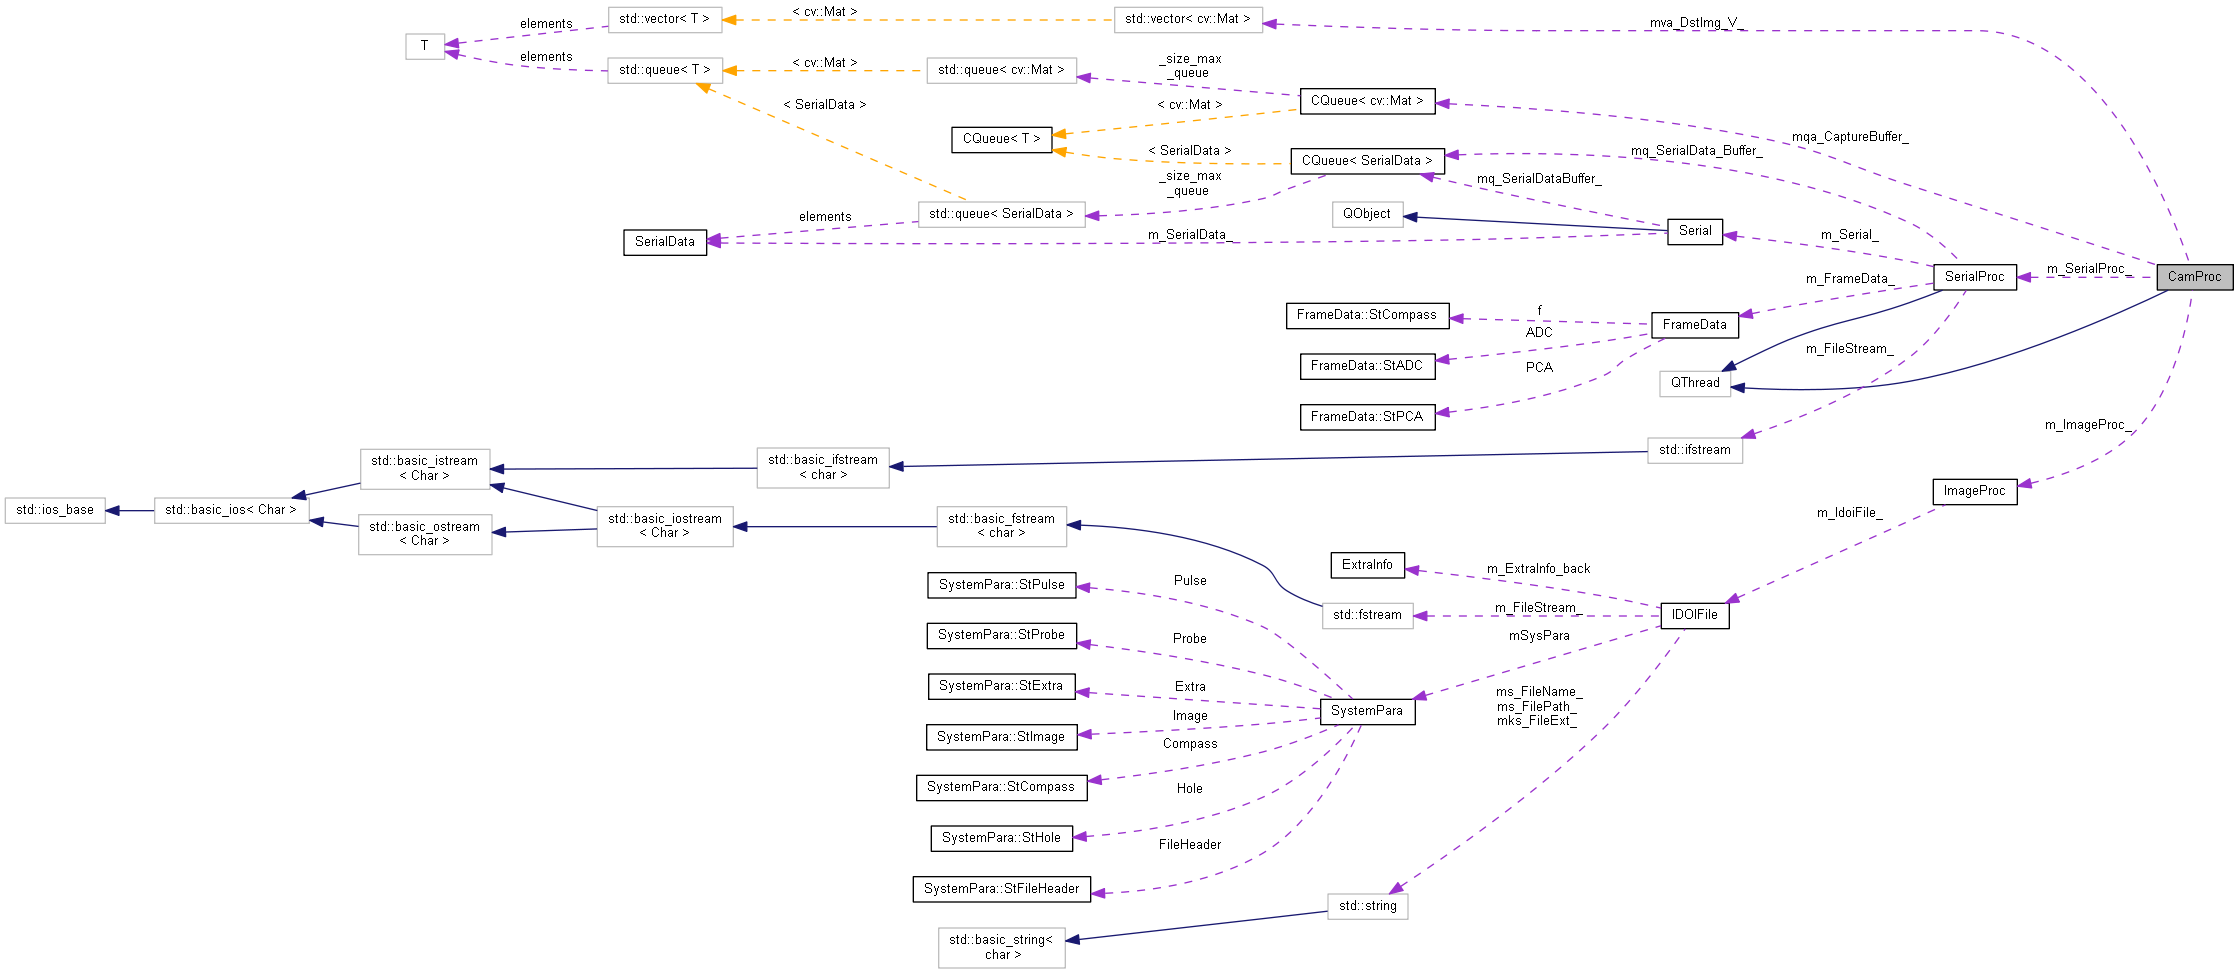 elements
std::vector< T >
< cv::Mat >
std::vector< cv::Mat >
mva_DstImg_V_
T
elements
std::queue< T >
< cv::Mat >
std::queue< cv::Mat >
_size_max
_queue
CQueue< cv::Mat >
< SerialData >
< cv::Mat >
CQueue< T >
mqa_CaptureBuffer_
< SerialData >
CQueue< SerialData >
mq_SerialData_Buffer_
_size_max
_queue
mq_SerialDataBuffer_
elements
std::queue< SerialData >
QObject
SerialData
m_SerialData_
Serial
m_Serial_
SerialProc
m_SerialProc_
CamProc
m_FrameData_
FrameData::StCompass
f
FrameData
ADC
FrameData::StADC
m_FileStream_
PCA
QThread
FrameData::StPCA
m_ImageProc_
std::basic_istream
< Char >
std::basic_ifstream
< char >
std::ifstream
ImageProc
std::ios_base
std::basic_ios< Char >
std::basic_ostream
< Char >
std::basic_iostream
< Char >
std::basic_fstream
< char >
m_IdoiFile_
ExtraInfo
m_ExtraInfo_back
SystemPara::StPulse
Pulse
std::fstream
m_FileStream_
IDOIFile
SystemPara::StProbe
Probe
mSysPara
SystemPara::StExtra
Extra
SystemPara
ms_FileName_
ms_FilePath_
mks_FileExt_
Image
SystemPara::StImage
Compass
SystemPara::StCompass
Hole
SystemPara::StHole
FileHeader
SystemPara::StFileHeader
std::string
std::basic_string<
char >